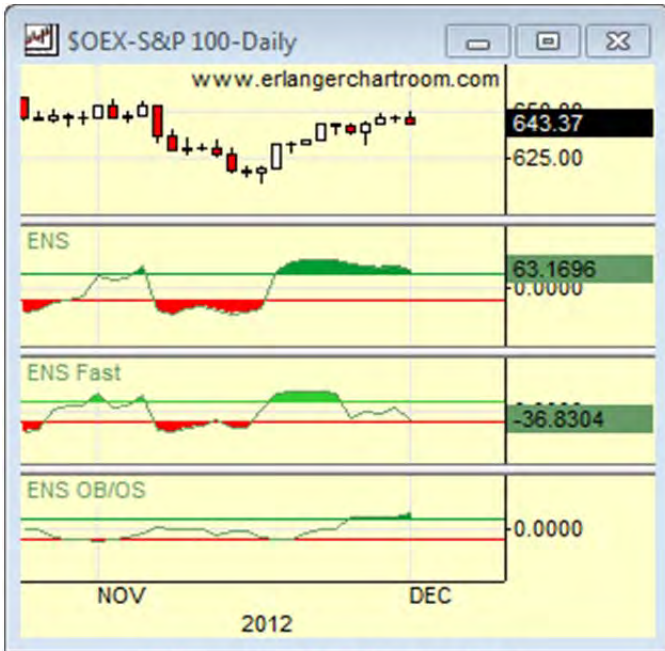 $OEX-S&P 100-Daily
www.erlangerchartroom.com
643.37
625.00
ENS
63.1696
0.0000
ENS Fast
-36.8304
ENS OB/OS
0.0000
NOV DEC
2012